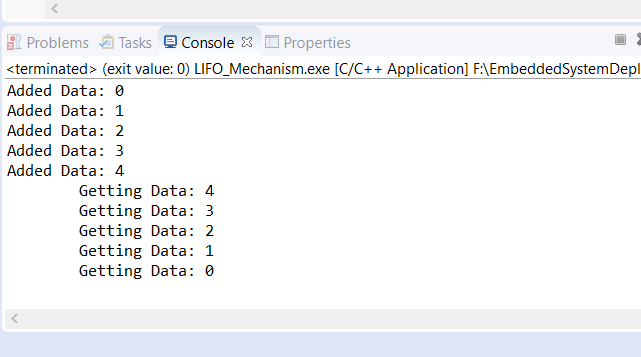 Problems Tasks Console Properties
<terminated> (exit value: 0) LIFO_Mechanism.exe [C/C++ Application] F:\EmbeddedSystemDepl
Added Data: 0
Added Data: 1
Added Data: 2
Added Data: 3
Added Data: 4
Getting Data: 4
Getting Data: 3
Getting Data: 2
Getting Data: 1
Getting Data: 0